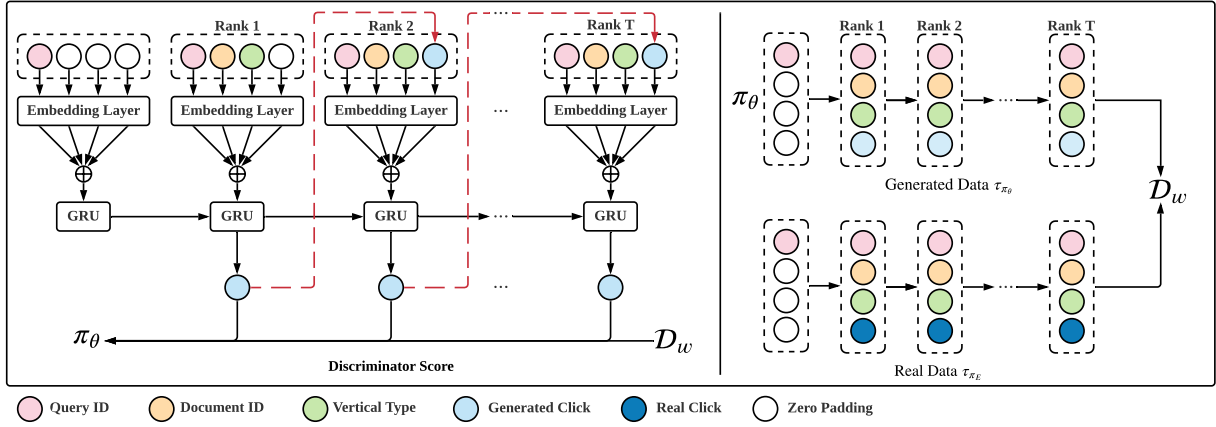 Rank 1
Rank 2
...
Rank T
Embedding Layer
Embedding Layer
Embedding Layer
...
Embedding Layer
GRU
GRU
GRU
...
GRU
...
π_θ
D_w
Discriminator Score
Rank 1
Rank 2
Rank T
π_θ
...
Generated Data τ_{π_θ}
D_w
...
Real Data τ_{π_E}
Query ID
Document ID
Vertical Type
Generated Click
Real Click
Zero Padding